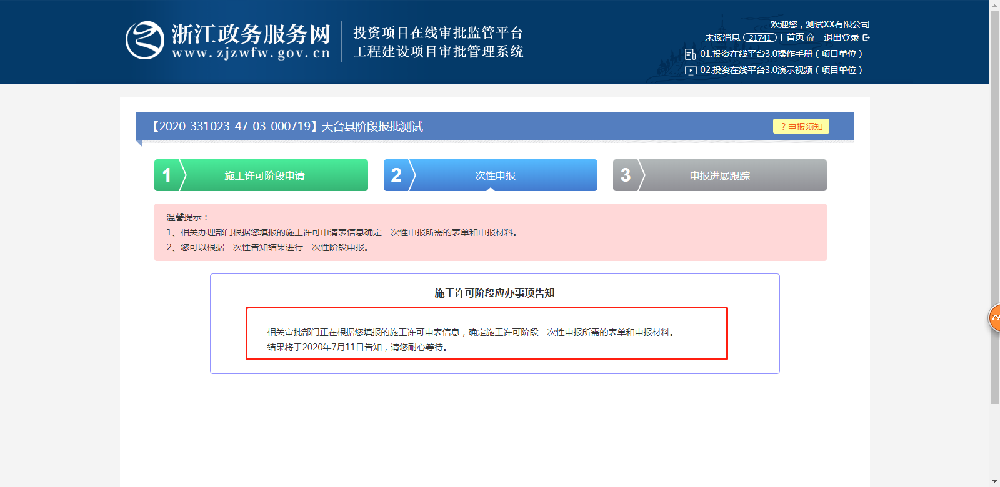 浙江政务服务网
www.zjzwfw.gov.cn
投资项目在线审批监管平台
工程建设项目审批管理系统
欢迎您，测试XX有限公司
未读消息 21741 | 首页 | 退出登录
01.投资在线平台3.0操作手册（项目单位）
02.投资在线平台3.0演示视频（项目单位）
【2020-331023-47-03-000719】天台县阶段报批测试
？申报须知
1 施工许可阶段申请
2 一次性申报
3 申报进展跟踪
温馨提示：
1、相关办理部门根据您填报的施工许可申请表信息确定一次性申报所需的表单和申报材料。
2、您可以根据一次性告知结果进行一次性阶段申报。
施工许可阶段应办事项告知
相关审批部门正在根据您填报的施工许可申表信息，确定施工许可阶段一次性申报所需的表单和申报材料。
结果将于2020年7月11日告知，请您耐心等待。
79